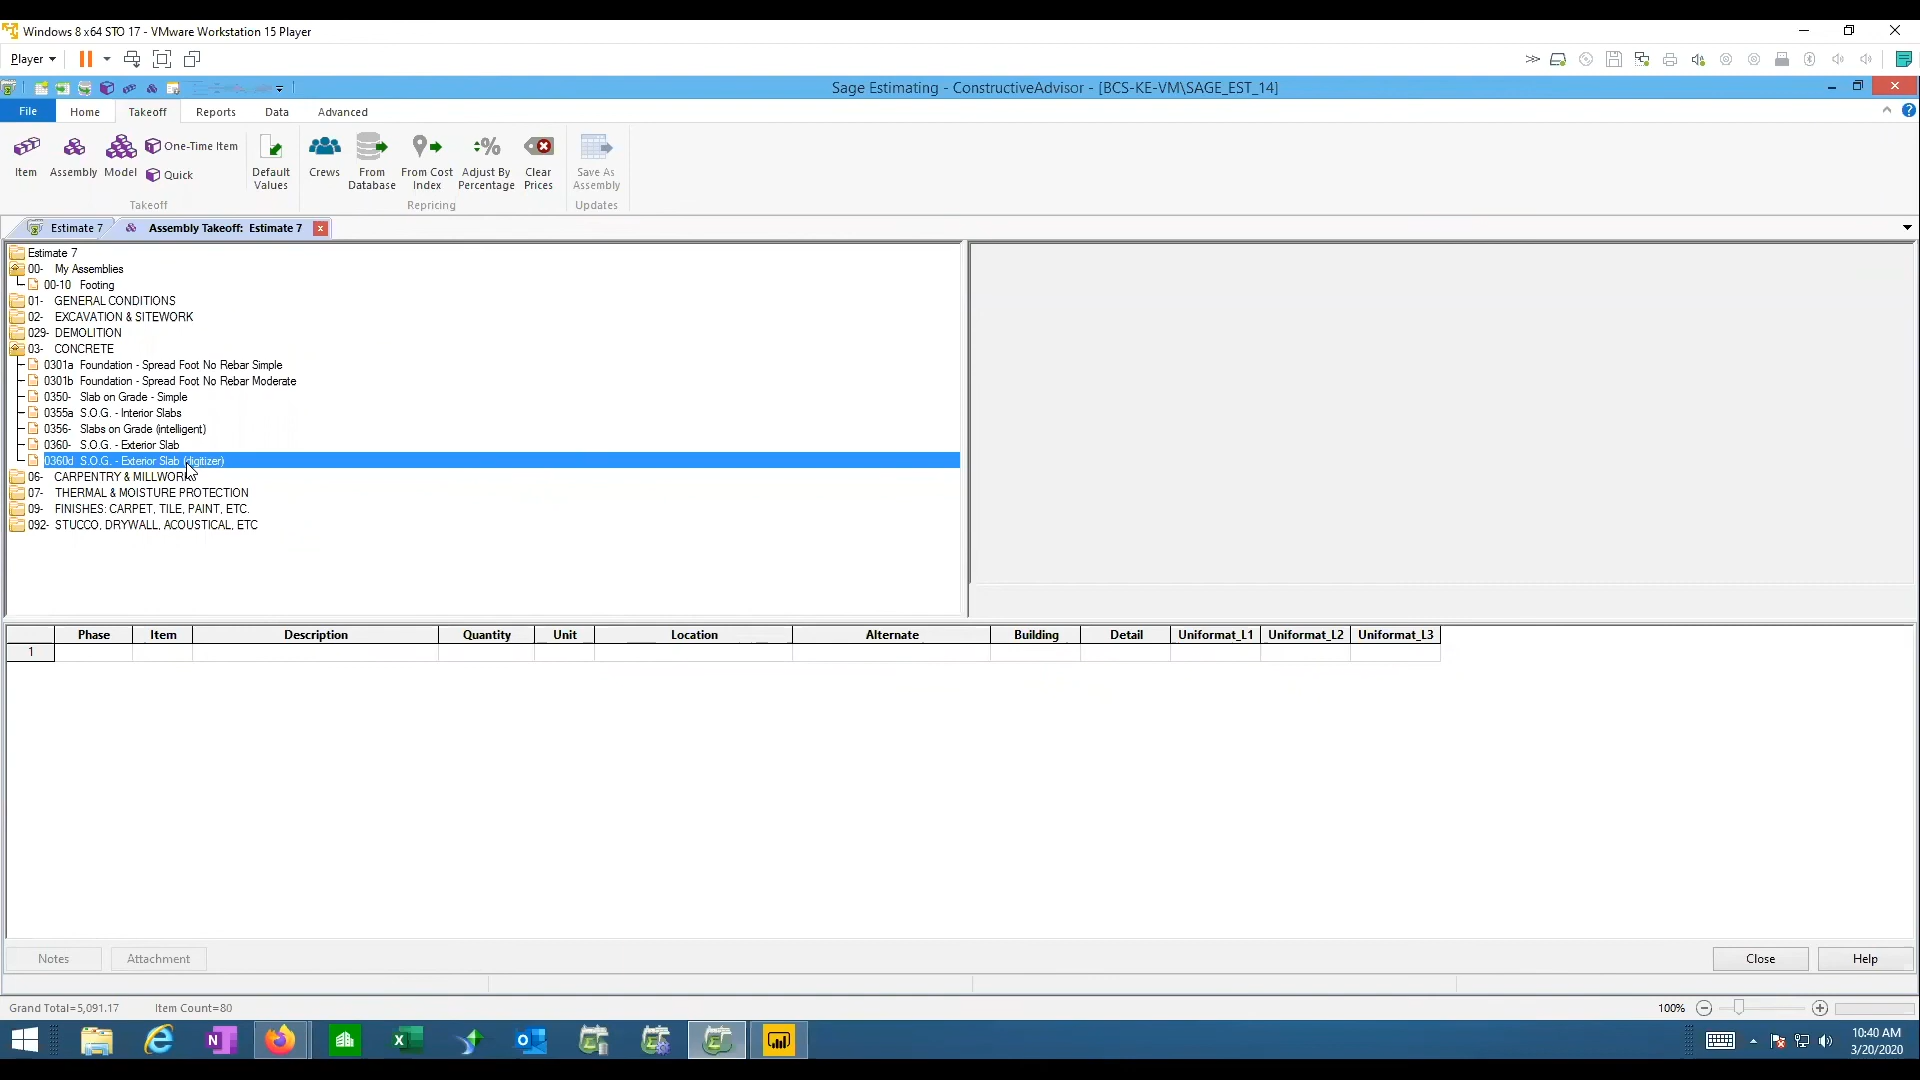 Windows 8 x64 STO 17 - VMware Workstation 15 Player
Player
Sage Estimating - ConstructiveAdvisor - [BCS-KE-VM\SAGE_EST_14]
File Home Takeoff Reports Data Advanced
Item
Assembly
Model
One-Time Item
Quick
Default Values
Crews
From Database
From Cost Index
Adjust By Percentage
Clear Prices
Save As Assembly
Takeoff
Repricing
Updates
Estimate 7
Assembly Takeoff: Estimate 7
Estimate 7
00- My Assemblies
00-10 Footing
01- GENERAL CONDITIONS
02- EXCAVATION & SITEWORK
029- DEMOLITION
03- CONCRETE
0301a Foundation - Spread Foot No Rebar Simple
0301b Foundation - Spread Foot No Rebar Moderate
0350- Slab on Grade - Simple
0355a S.O.G. - Interior Slabs
0356- Slabs on Grade (intelligent)
0360- S.O.G. - Exterior Slab
0360d S.O.G. - Exterior Slab (digitizer)
06- CARPENTRY & MILLWORK
07- THERMAL & MOISTURE PROTECTION
09- FINISHES: CARPET, TILE, PAINT, ETC.
092- STUCCO, DRYWALL, ACOUSTICAL, ETC
Phase Item Description Quantity Unit Location Alternate Building Detail Uniformat_L1 Uniformat_L2 Uniformat_L3
1
Notes Attachment Close Help
Grand Total=5,091.17 Item Count=80 100%
10:40 AM
3/20/2020